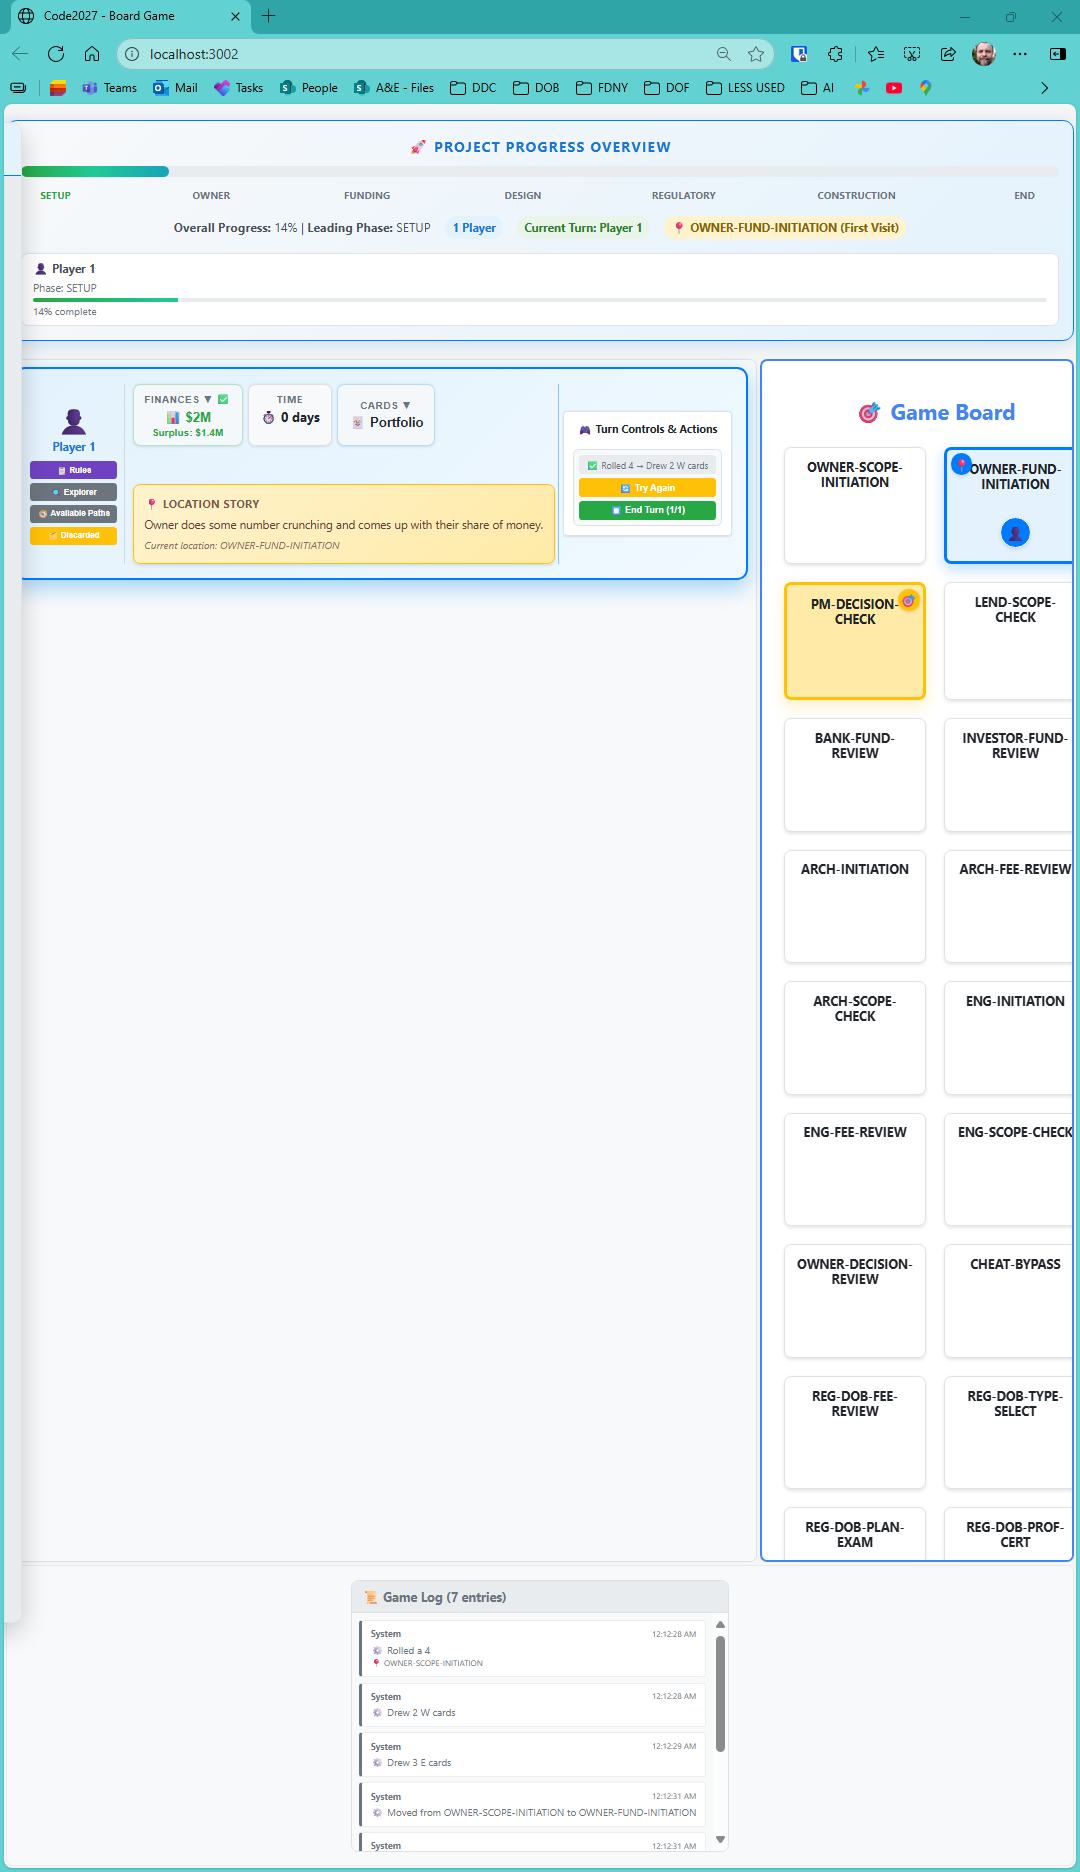 Code2027 - Board Game
localhost:3002
Teams
Mail
Tasks
People
A&E - Files
DDC
DOB
FDNY
DOF
LESS USED
AI
PROJECT PROGRESS OVERVIEW
SETUP
OWNER
FUNDING
DESIGN
REGULATORY
CONSTRUCTION
END
Overall Progress: 14% | Leading Phase: SETUP
1 Player
Current Turn: Player 1
OWNER-FUND-INITIATION (First Visit)
Player 1
Phase: SETUP
14% complete
Player 1
Rules
Explorer
Available Paths
Discarded
FINANCES ▼
$2M
Surplus: $1.4M
TIME
0 days
CARDS ▼
Portfolio
LOCATION STORY
Owner does some number crunching and comes up with their share of money.
Current location: OWNER-FUND-INITIATION
Turn Controls & Actions
Rolled 4 → Drew 2 W cards
Try Again
End Turn (1/1)
Game Board
OWNER-SCOPE-
INITIATION
OWNER-FUND-
INITIATION
PM-DECISION-
CHECK
LEND-SCOPE-
CHECK
BANK-FUND-
REVIEW
INVESTOR-FUND-
REVIEW
ARCH-INITIATION
ARCH-FEE-REVIEW
ARCH-SCOPE-
CHECK
ENG-INITIATION
ENG-FEE-REVIEW
ENG-SCOPE-CHECK
OWNER-DECISION-
REVIEW
CHEAT-BYPASS
REG-DOB-FEE-
REVIEW
REG-DOB-TYPE-
SELECT
REG-DOB-PLAN-
EXAM
REG-DOB-PROF-
CERT
Game Log (7 entries)
System
12:12:28 AM
Rolled a 4
OWNER-SCOPE-INITIATION
System
12:12:28 AM
Drew 2 W cards
System
12:12:29 AM
Drew 3 E cards
System
12:12:31 AM
Moved from OWNER-SCOPE-INITIATION to OWNER-FUND-INITIATION
System
12:12:31 AM